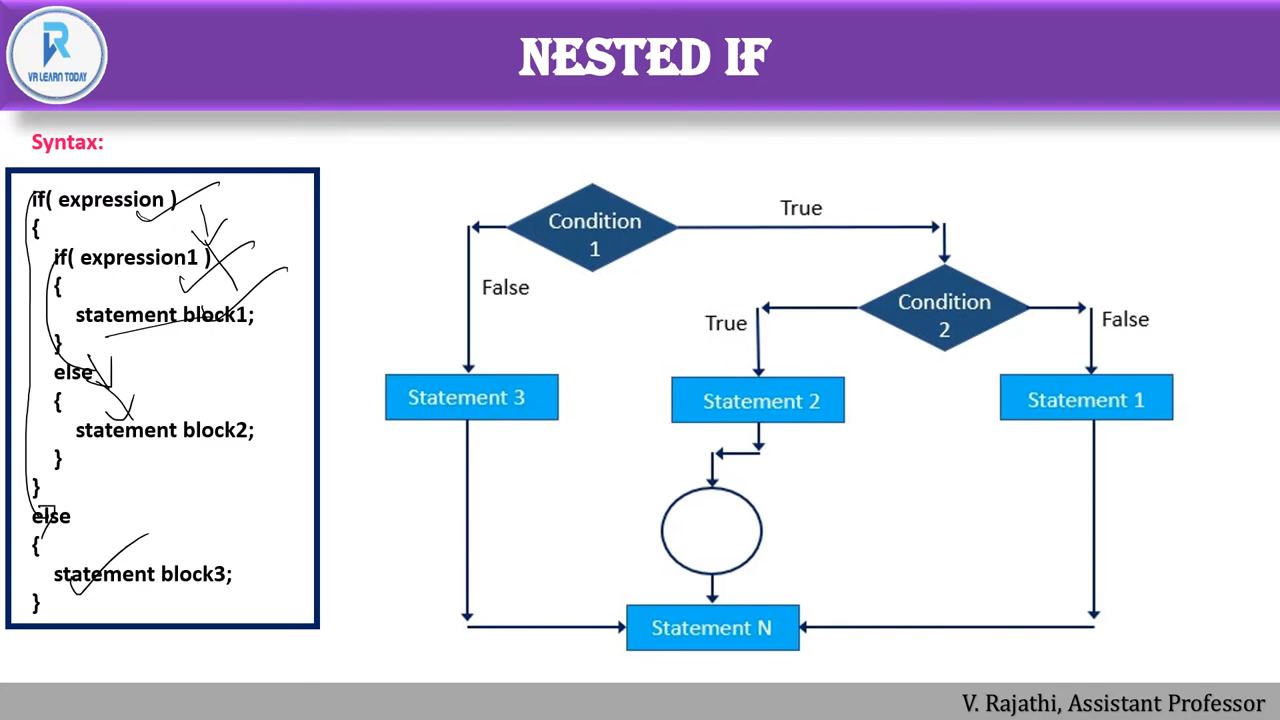 VR LEARN TODAY
NESTED IF
Syntax:
if( expression )
{
if( expression1 )
{
statement block1;
}
else
{
statement block2;
}
}
else
{
statement block3;
}
Condition
1
True
False
Condition
2
True
False
Statement 3
Statement 2
Statement 1
Statement N
V. Rajathi, Assistant Professor